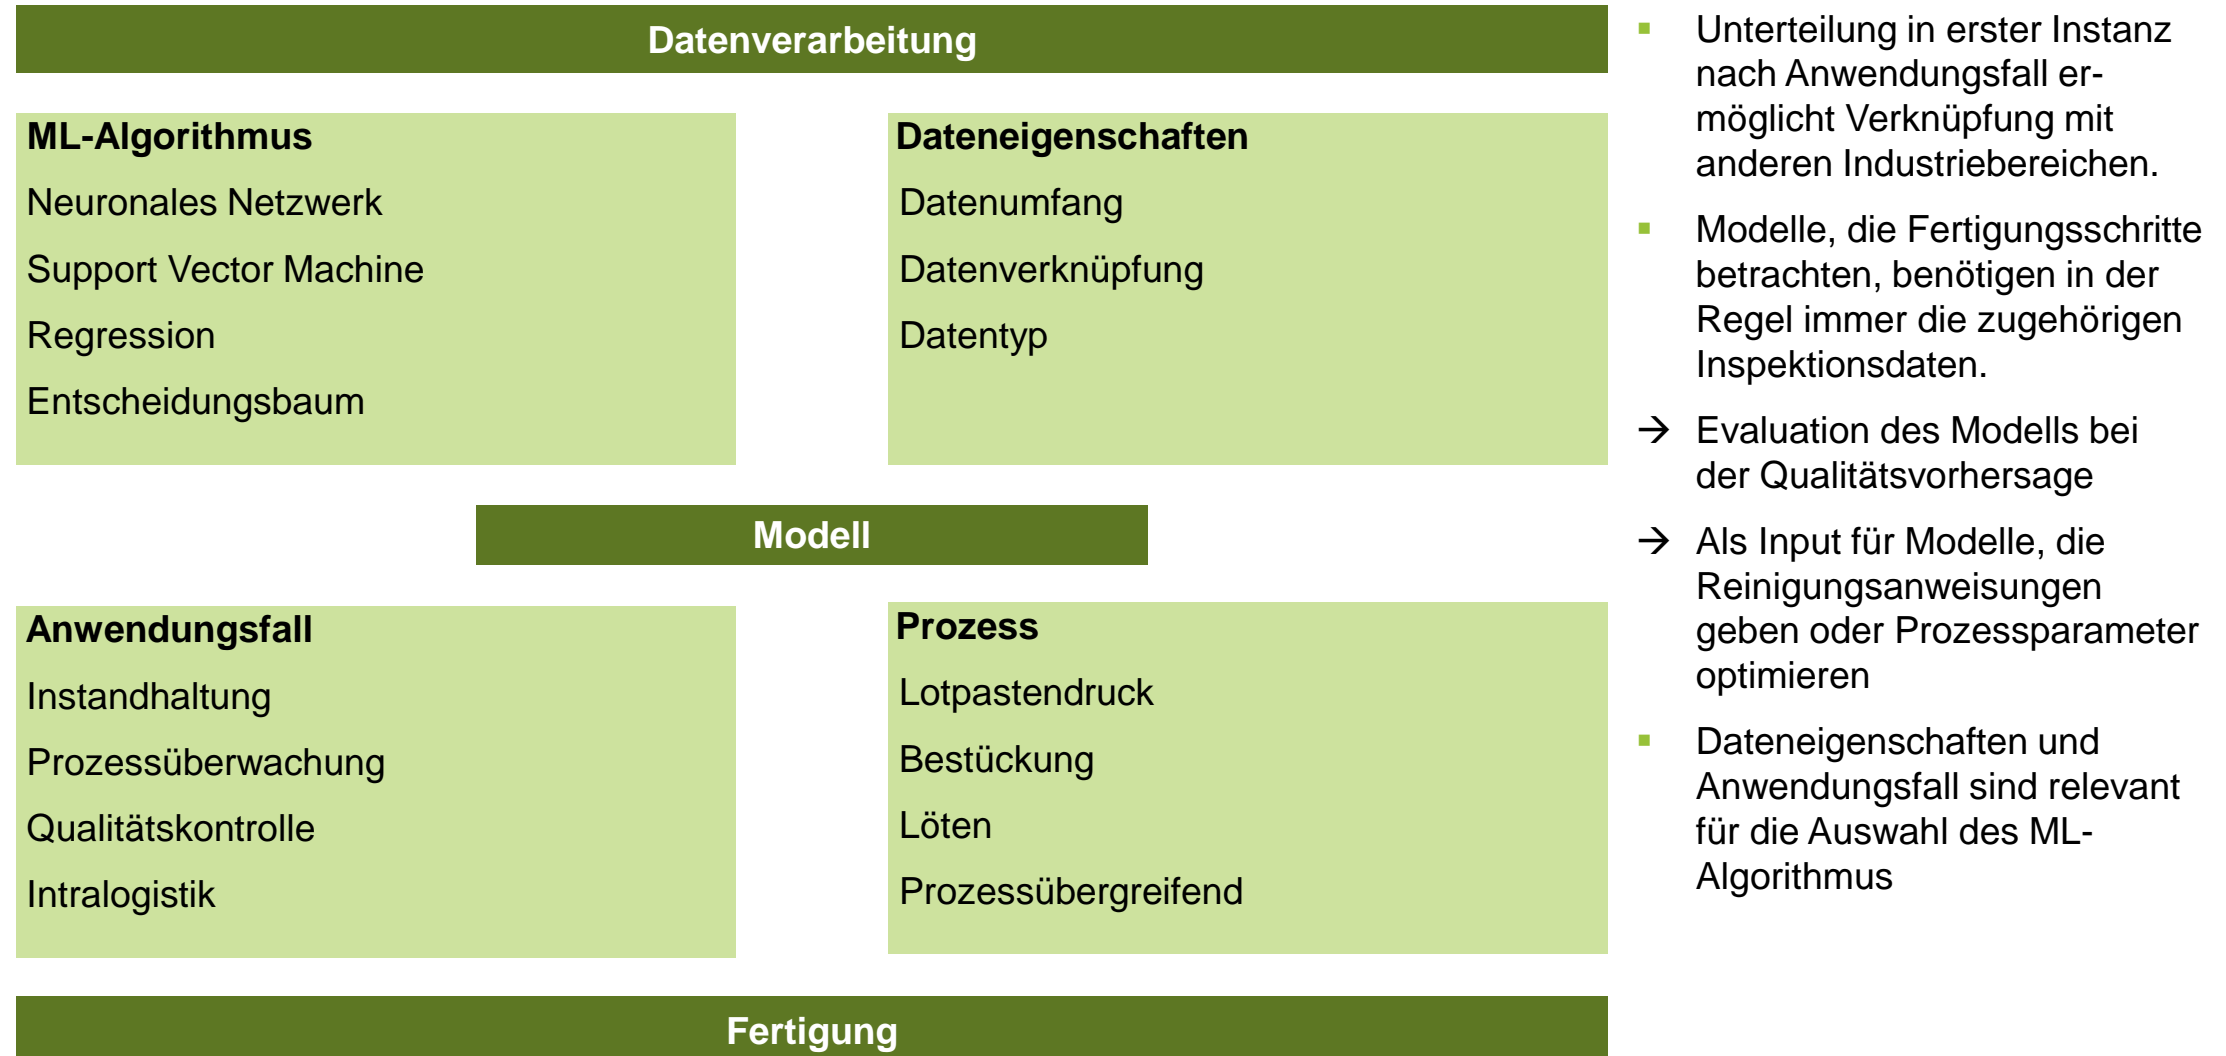 Datenverarbeitung
ML-Algorithmus
Neuronales Netzwerk
Support Vector Machine
Regression
Entscheidungsbaum
Dateneigenschaften
Datenumfang
Datenverknüpfung
Datentyp
Modell
Anwendungsfall
Instandhaltung
Prozessüberwachung
Qualitätskontrolle
Intralogistik
Prozess
Lotpastendruck
Bestückung
Löten
Prozessübergreifend
Fertigung
▪ Unterteilung in erster Instanz
nach Anwendungsfall er-
möglicht Verknüpfung mit
anderen Industriebereichen.
▪ Modelle, die Fertigungsschritte
betrachten, benötigen in der
Regel immer die zugehörigen
Inspektionsdaten.
→ Evaluation des Modells bei
der Qualitätsvorhersage
→ Als Input für Modelle, die
Reinigungsanweisungen
geben oder Prozessparameter
optimieren
▪ Dateneigenschaften und
Anwendungsfall sind relevant
für die Auswahl des ML-
Algorithmus